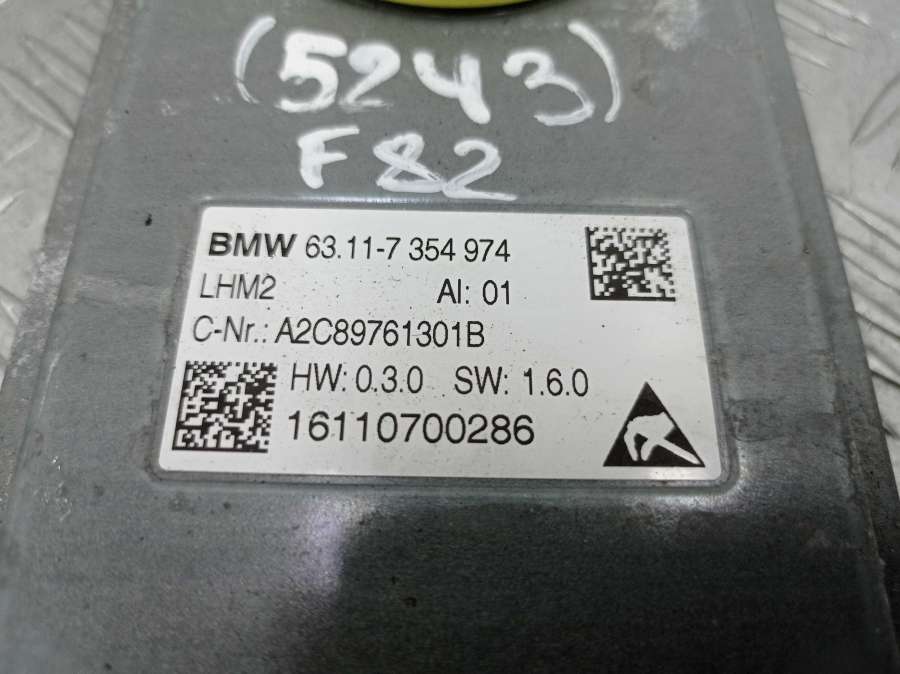 (5243)
F82
BMW 63.11-7 354 974
LHM2 AI: 01
C-Nr.: A2C89761301B
HW: 0.3.0 SW: 1.6.0
16110700286